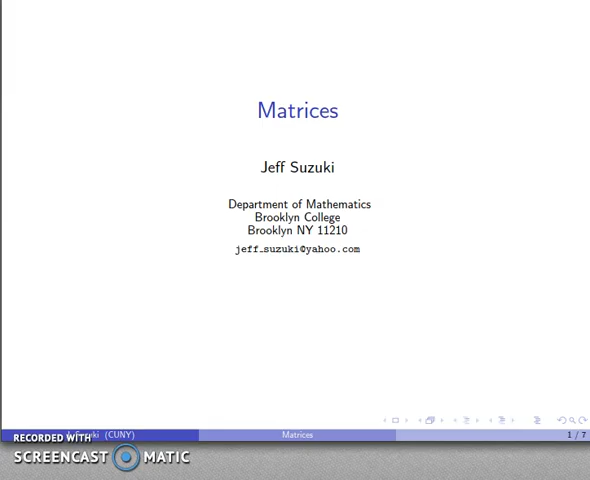 Matrices
Jeff Suzuki
Department of Mathematics
Brooklyn College
Brooklyn NY 11210
jeff_suzuki@yahoo.com
(CUNY)
Matrices
1 / 7
RECORDED WITH
SCREENCAST MATIC